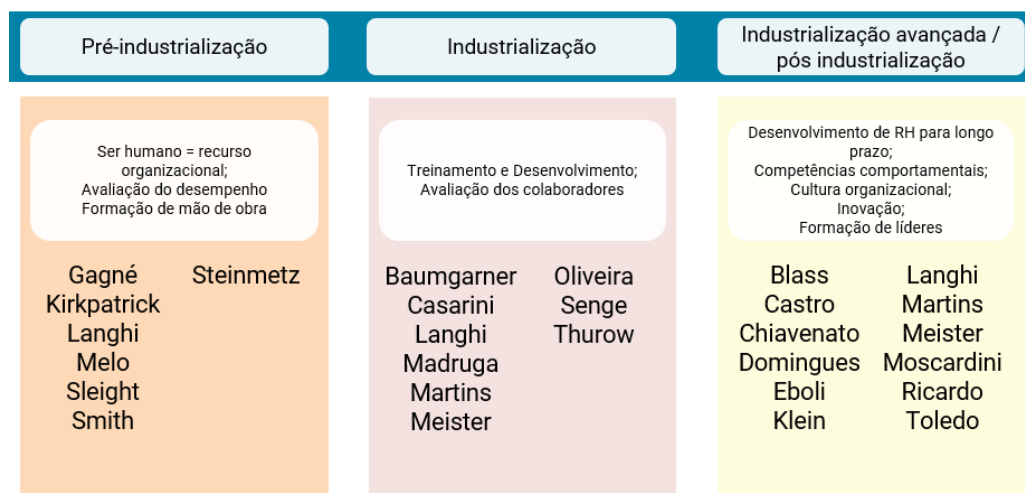 Pré-industrialização
Ser humano = recurso
organizacional;
Avaliação do desempenho
Formação de mão de obra
Gagné
Kirkpatrick
Langhi
Melo
Sleight
Smith
Steinmetz
Industrialização
Treinamento e Desenvolvimento;
Avaliação dos colaboradores
Baumgarner
Casarini
Langhi
Madruga
Martins
Meister
Oliveira
Senge
Thurow
Industrialização avançada /
pós industrialização
Desenvolvimento de RH para longo
prazo;
Competências comportamentais;
Cultura organizacional;
Inovação;
Formação de líderes
Blass
Castro
Chiavenato
Domingues
Eboli
Klein
Langhi
Martins
Meister
Moscardini
Ricardo
Toledo